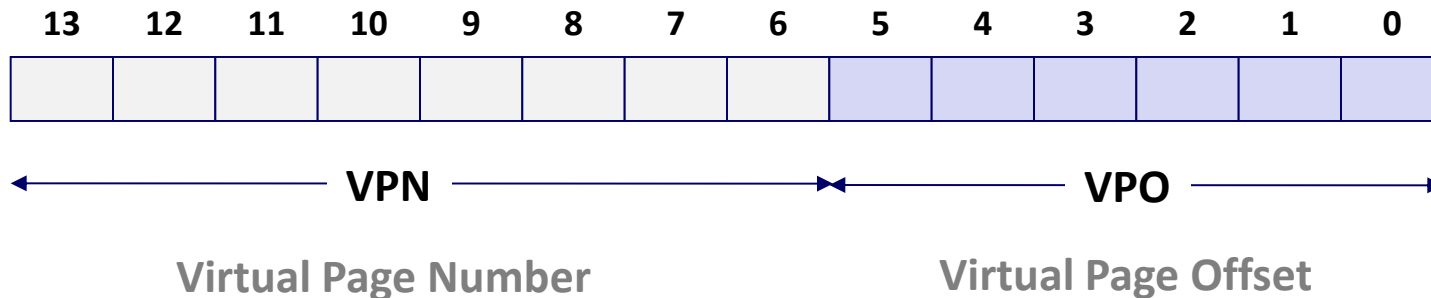 13 12 11 10 9 8 7 6 5 4 3 2 1 0
VPN VPO
Virtual Page Number Virtual Page Offset